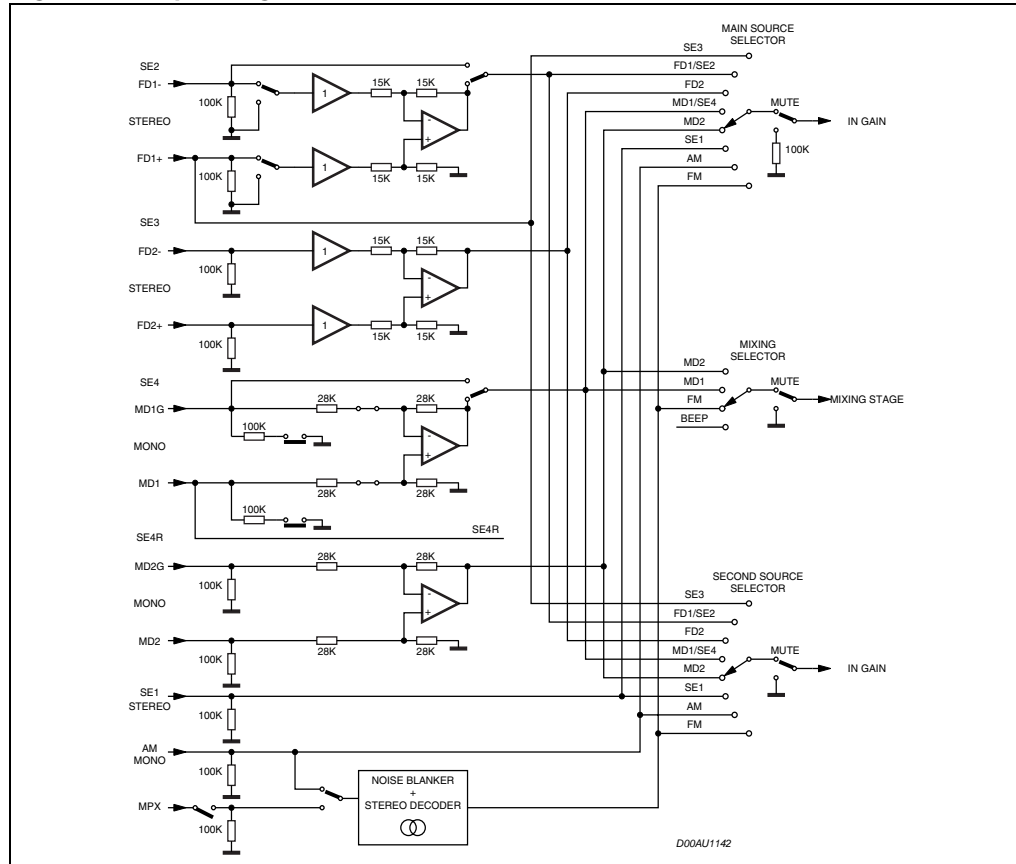 MAIN SOURCE
SELECTOR
SE3
SE2
FD1/SE2
FD1-
15K
15K
FD2
1
100K
MD1/SE4
MUTE
STEREO
-
+
MD2
IN GAIN
SE1
100K
FD1+
AM
1
100K
15K
15K
FM
SE3
15K
15K
FD2-
1
100K
STEREO
-
+
FD2+
1
15K
15K
100K
MIXING
SELECTOR
MD2
SE4
MD1
MUTE
MD1G
28K
28K
FM
MIXING STAGE
100K
BEEP
MONO
-
+
MD1
28K
28K
100K
SE4R
SE4R
28K
28K
MD2G
SECOND SOURCE
SELECTOR
100K
MONO
-
+
SE3
FD1/SE2
MD2
FD2
28K
28K
100K
MD1/SE4
MUTE
MD2
IN GAIN
SE1
SE1
STEREO
100K
AM
FM
AM
MONO
100K
NOISE BLANKER
+
STEREO DECODER
MPX
100K
D00AU1142